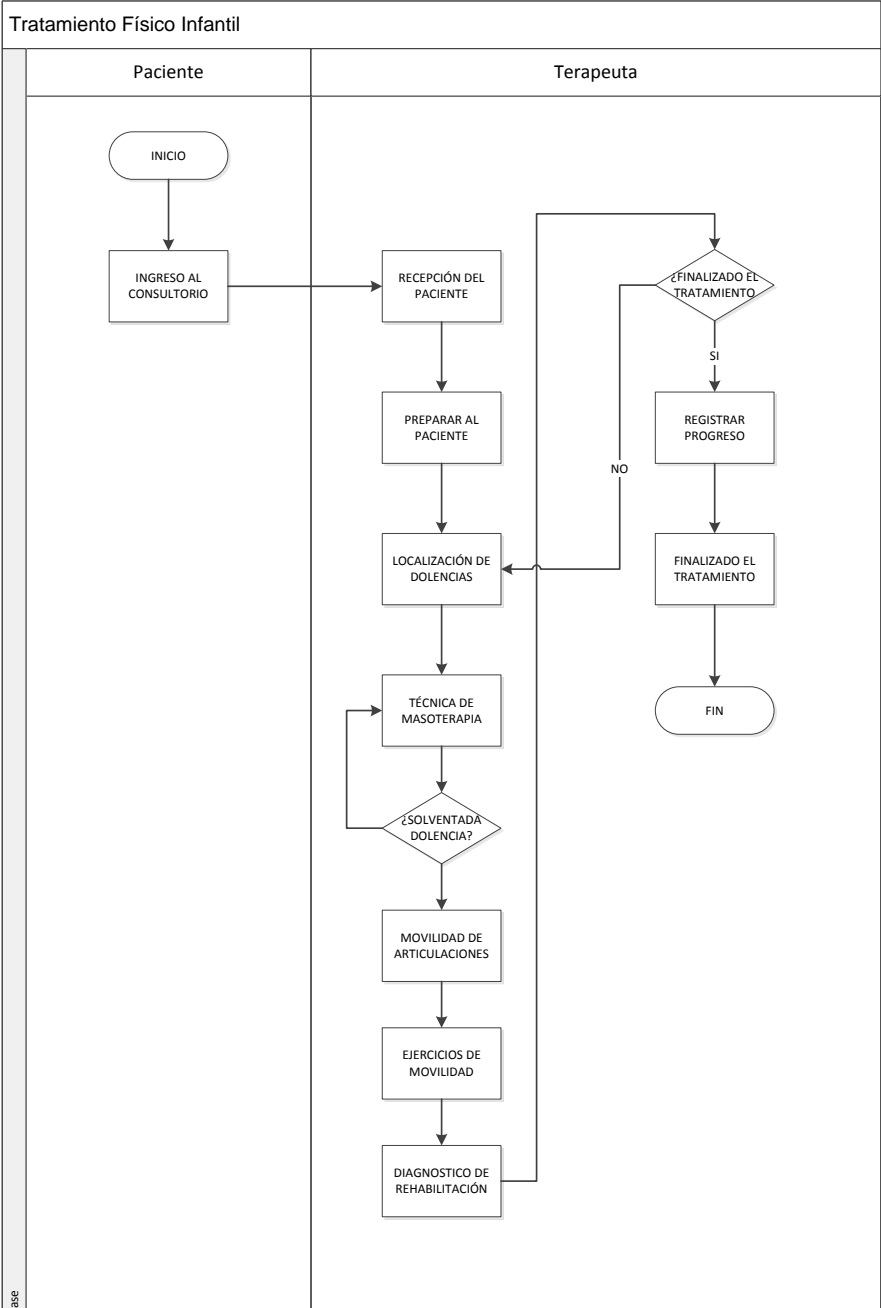 Tratamiento Físico Infantil
Paciente
Terapeuta
INICIO
INGRESO AL
CONSULTORIO
RECEPCIÓN DEL
PACIENTE
PREPARAR AL
PACIENTE
LOCALIZACIÓN DE
DOLENCIAS
TÉCNICA DE
MASOTERAPIA
¿SOLVENTADA
DOLENCIA?
MOVILIDAD DE
ARTICULACIONES
EJERCICIOS DE
MOVILIDAD
DIAGNOSTICO DE
REHABILITACIÓN
¿FINALIZADO EL
TRATAMIENTO
SI
NO
REGISTRAR
PROGRESO
FINALIZADO EL
TRATAMIENTO
FIN